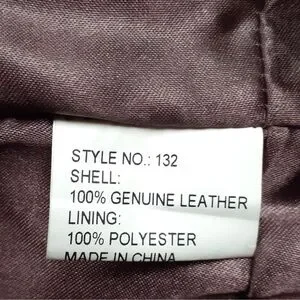 STYLE NO.: 132
SHELL:
100% GENUINE LEATHER
LINING:
100% POLYESTER
MADE IN CHINA